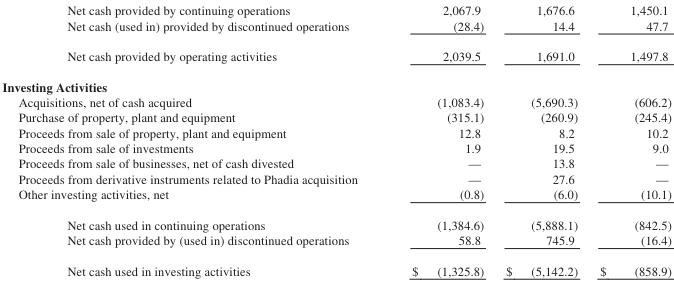 Net cash provided by continuing operations 2,067.9 1,676.6 1,450.1
Net cash (used in) provided by discontinued operations (28.4) 14.4 47.7
Net cash provided by operating activities 2,039.5 1,691.0 1,497.8
Investing Activities
Acquisitions, net of cash acquired (1,083.4) (5,690.3) (606.2)
Purchase of property, plant and equipment (315.1) (260.9) (245.4)
Proceeds from sale of property, plant and equipment 12.8 8.2 10.2
Proceeds from sale of investments 1.9 19.5 9.0
Proceeds from sale of businesses, net of cash divested — 13.8 —
Proceeds from derivative instruments related to Phadia acquisition — 27.6 —
Other investing activities, net (0.8) (6.0) (10.1)
Net cash used in continuing operations (1,384.6) (5,888.1) (842.5)
Net cash provided by (used in) discontinued operations 58.8 745.9 (16.4)
Net cash used in investing activities $ (1,325.8) $ (5,142.2) $ (858.9)